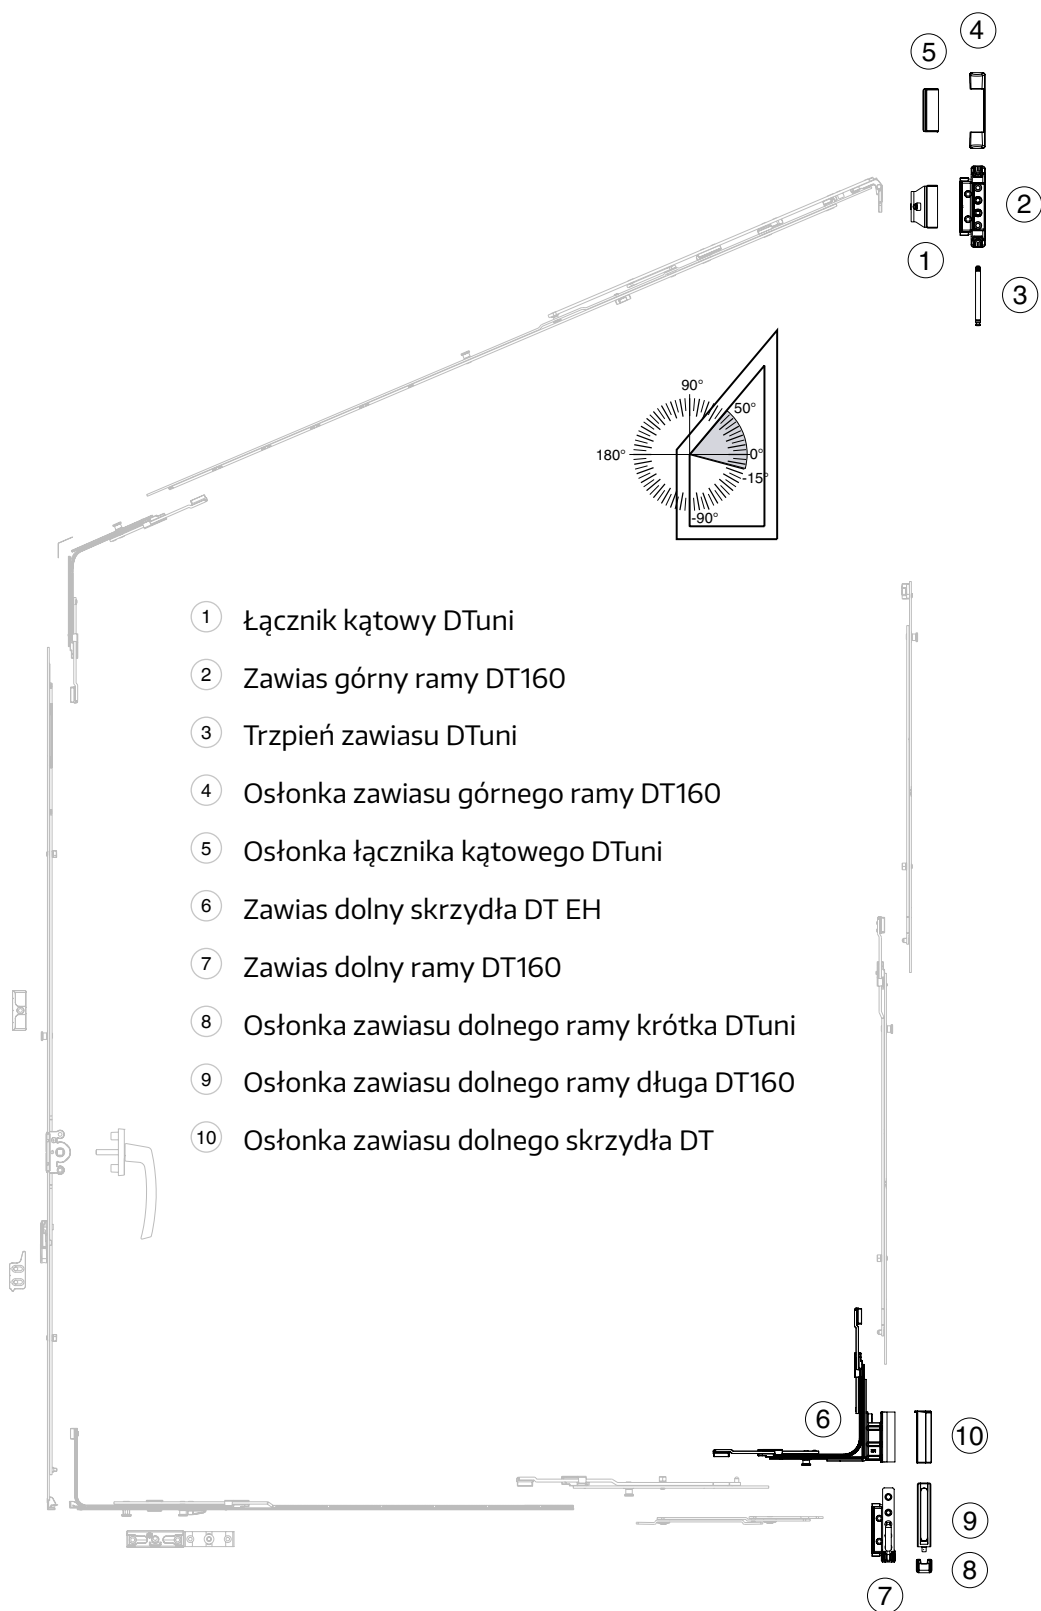 4
5
2
1
3
90°
50°
180°
0°
-15°
-90°
1 Łącznik kątowy DTuni
2 Zawias górny ramy DT160
3 Trzpień zawiasu DTuni
4 Osłonka zawiasu górnego ramy DT160
5 Osłonka łącznika kątowego DTuni
6 Zawias dolny skrzydła DT EH
7 Zawias dolny ramy DT160
8 Osłonka zawiasu dolnego ramy krótka DTuni
9 Osłonka zawiasu dolnego ramy długa DT160
10 Osłonka zawiasu dolnego skrzydła DT
6
10
9
8
7